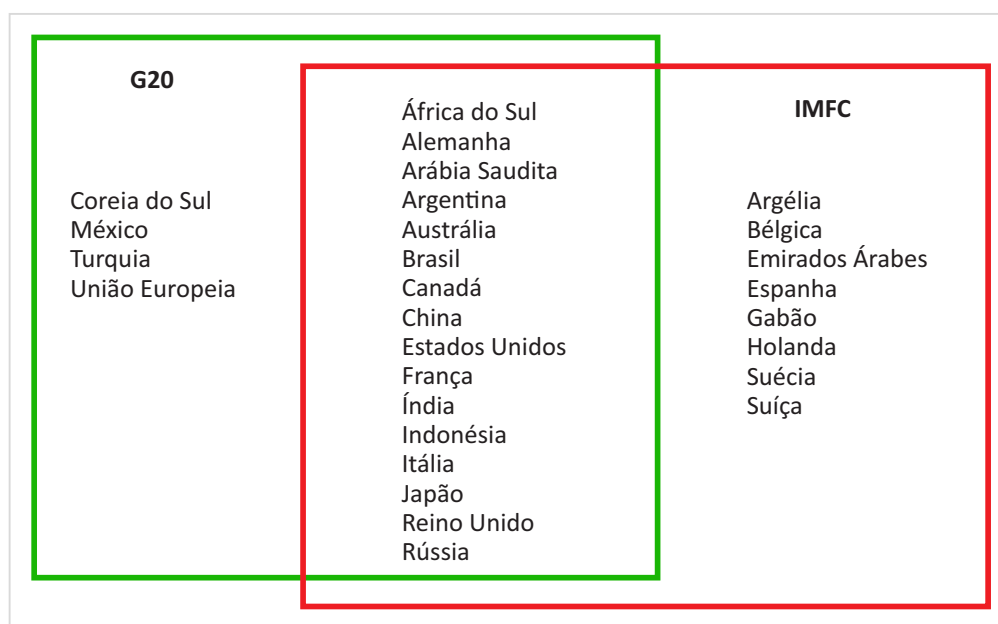 G20
Coreia do Sul
México
Turquia
União Europeia
África do Sul
Alemanha
Arábia Saudita
Argentina
Austrália
Brasil
Canadá
China
Estados Unidos
França
Índia
Indonésia
Itália
Japão
Reino Unido
Rússia
IMFC
Argélia
Bélgica
Emirados Árabes
Espanha
Gabão
Holanda
Suécia
Suíça